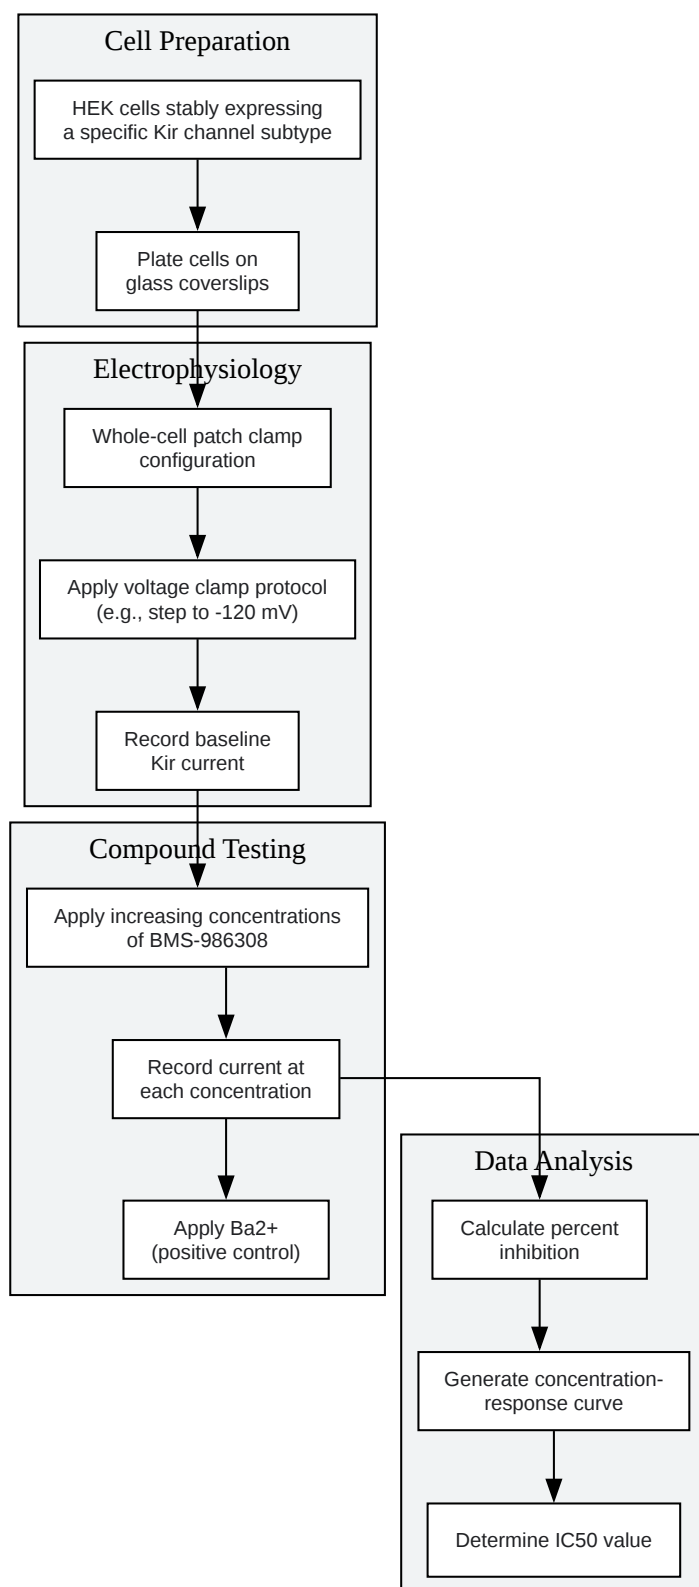 Cell Preparation
HEK cells stably expressing
a specific Kir channel subtype
Plate cells on
glass coverslips
Electrophysiology
Whole-cell patch clamp
configuration
Apply voltage clamp protocol
(e.g., step to -120 mV)
Record baseline
Kir current
Compound Testing
Apply increasing concentrations
of BMS-986308
Record current at
each concentration
Apply Ba2+
(positive control)
Data Analysis
Calculate percent
inhibition
Generate concentration-
response curve
Determine IC50 value